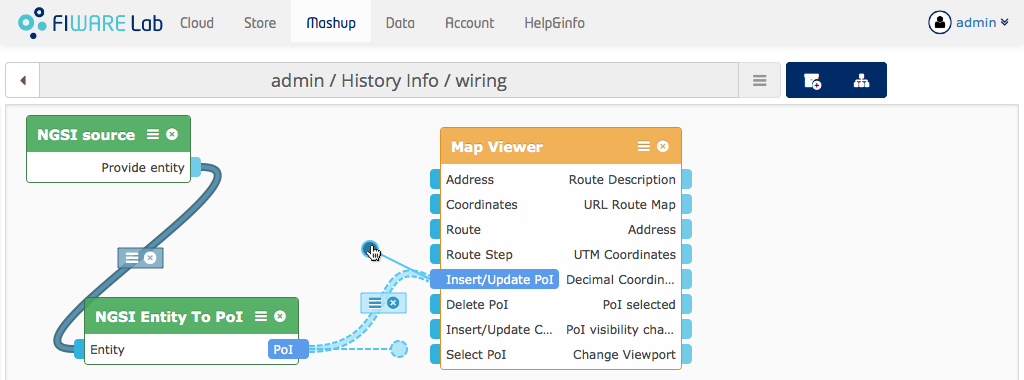 FIWARE Lab Cloud Store Mashup Data Account Help&info admin
admin / History Info / wiring
NGSI source
Provide entity
Map Viewer
Address Route Description
Coordinates URL Route Map
Route Address
Route Step UTM Coordinates
Insert/Update PoI Decimal Coordin...
Delete PoI PoI selected
Insert/Update C... PoI visibility cha...
Select PoI Change Viewport
NGSI Entity To PoI
Entity PoI